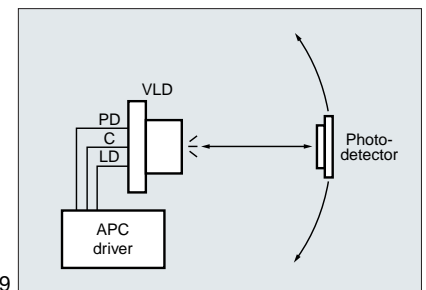 VLD
PD
C
LD
Photo-
detector
APC
driver
9